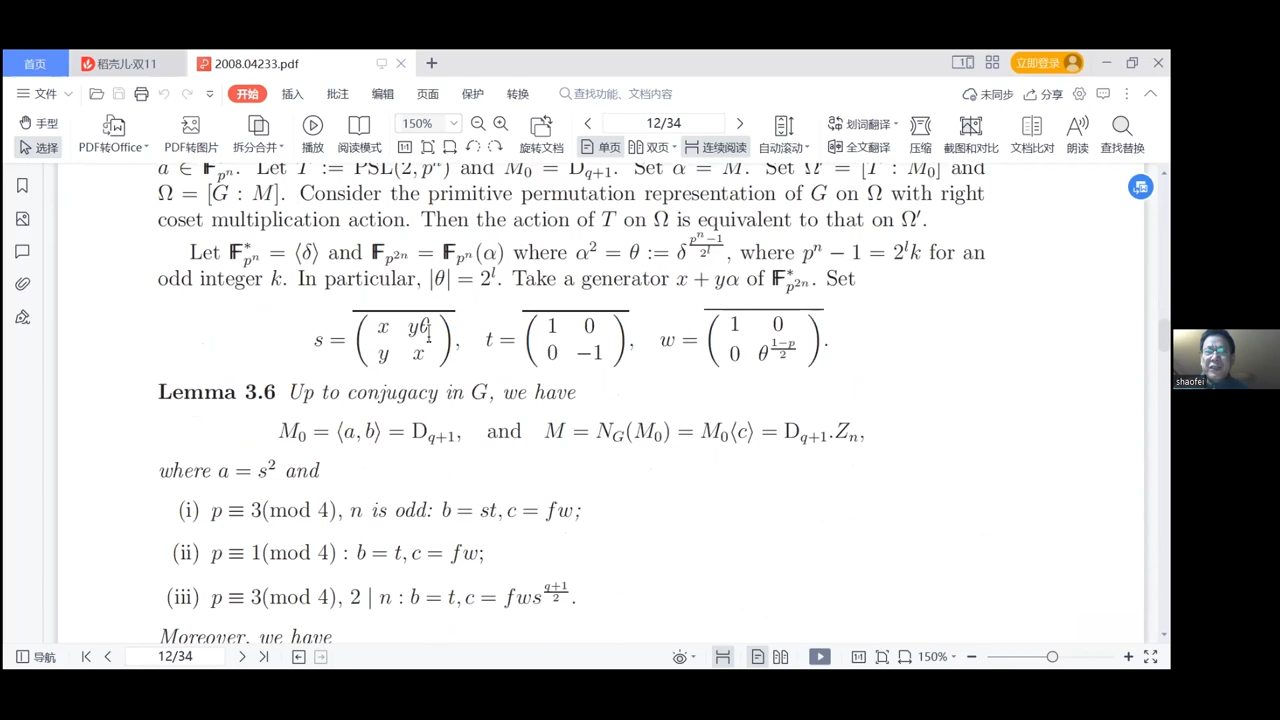 首页 稻壳儿·双11 2008.04233.pdf
立即登录
文件 开始 插入 批注 编辑 页面 保护 转换 查找功能、文档内容 未同步 分享
手型 选择 PDF转Office 拆分合并 播放 阅读模式 150% 旋转文档 12/34 单页 双页 连续阅读 自动滚动 划词翻译 全文翻译 压缩 截图和对比 文档比对 朗读 查找替换
a ∈ 𝔽*_{p^n}. Let T := PSL(2, p^n) and M_0 = D_{q+1}. Set α = M. Set Ω′ = [T : M_0] and
Ω = [G : M]. Consider the primitive permutation representation of G on Ω with right
coset multiplication action. Then the action of T on Ω is equivalent to that on Ω′.
Let 𝔽*_{p^n} = ⟨δ⟩ and 𝔽_{p^{2n}} = 𝔽_{p^n}(α) where α^2 = θ := δ^{\frac{p^n−1}{2^l}}, where p^n − 1 = 2^l k for an
odd integer k. In particular, |θ| = 2^l. Take a generator x + yα of 𝔽*_{p^{2n}}. Set
s = \overline{\begin{pmatrix} x & yθ \\ y & x \end{pmatrix}}, t = \overline{\begin{pmatrix} 1 & 0 \\ 0 & −1 \end{pmatrix}}, w = \overline{\begin{pmatrix} 1 & 0 \\ 0 & θ^{\frac{1−p}{2}} \end{pmatrix}}.
Lemma 3.6 Up to conjugacy in G, we have
M_0 = ⟨a, b⟩ = D_{q+1}, and M = N_G(M_0) = M_0⟨c⟩ = D_{q+1}.Z_n,
where a = s^2 and
(i) p ≡ 3(mod 4), n is odd: b = st, c = fw;
(ii) p ≡ 1(mod 4) : b = t, c = fw;
(iii) p ≡ 3(mod 4), 2 | n : b = t, c = fws^{\frac{q+1}{2}}.
Moreover, we have
shaofei
导航 12/34 1:1 150%